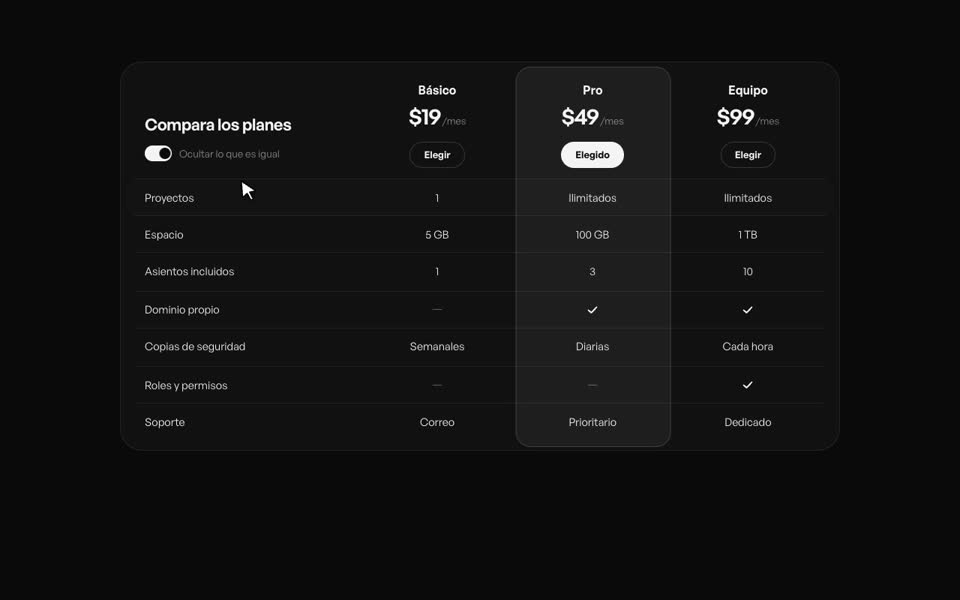 Básico
Pro
Equipo
$19 /mes
$49 /mes
$99 /mes
Compara los planes
Ocultar lo que es igual
Elegir
Elegido
Elegir
Proyectos 1 Ilimitados Ilimitados
Espacio 5 GB 100 GB 1 TB
Asientos incluidos 1 3 10
Dominio propio — ✓ ✓
Copias de seguridad Semanales Diarias Cada hora
Roles y permisos — — ✓
Soporte Correo Prioritario Dedicado